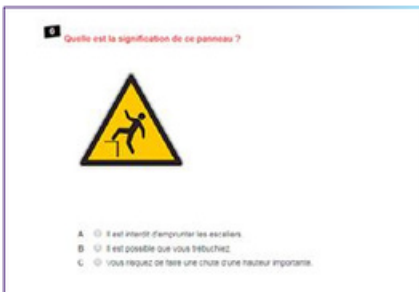 6
Quelle est la signification de ce panneau ?
A Il est interdit d'emprunter les escaliers.
B Il est possible que vous trébuchiez.
C Vous risquez de faire une chute d'une hauteur importante.